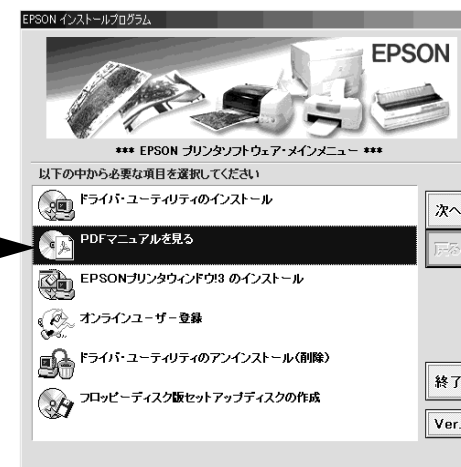 EPSON インストールプログラム
EPSON
*** EPSON プリンタソフトウェア・メインメニュー ***
以下の中から必要な項目を選択してください
ドライバ・ユーティリティのインストール
次へ
PDFマニュアルを見る
戻る
EPSONプリンタウィンドウ!3 のインストール
オンラインユーザー登録
ドライバ・ユーティリティのアンインストール(削除)
終了
フロッピーディスク版セットアップディスクの作成
Ver.